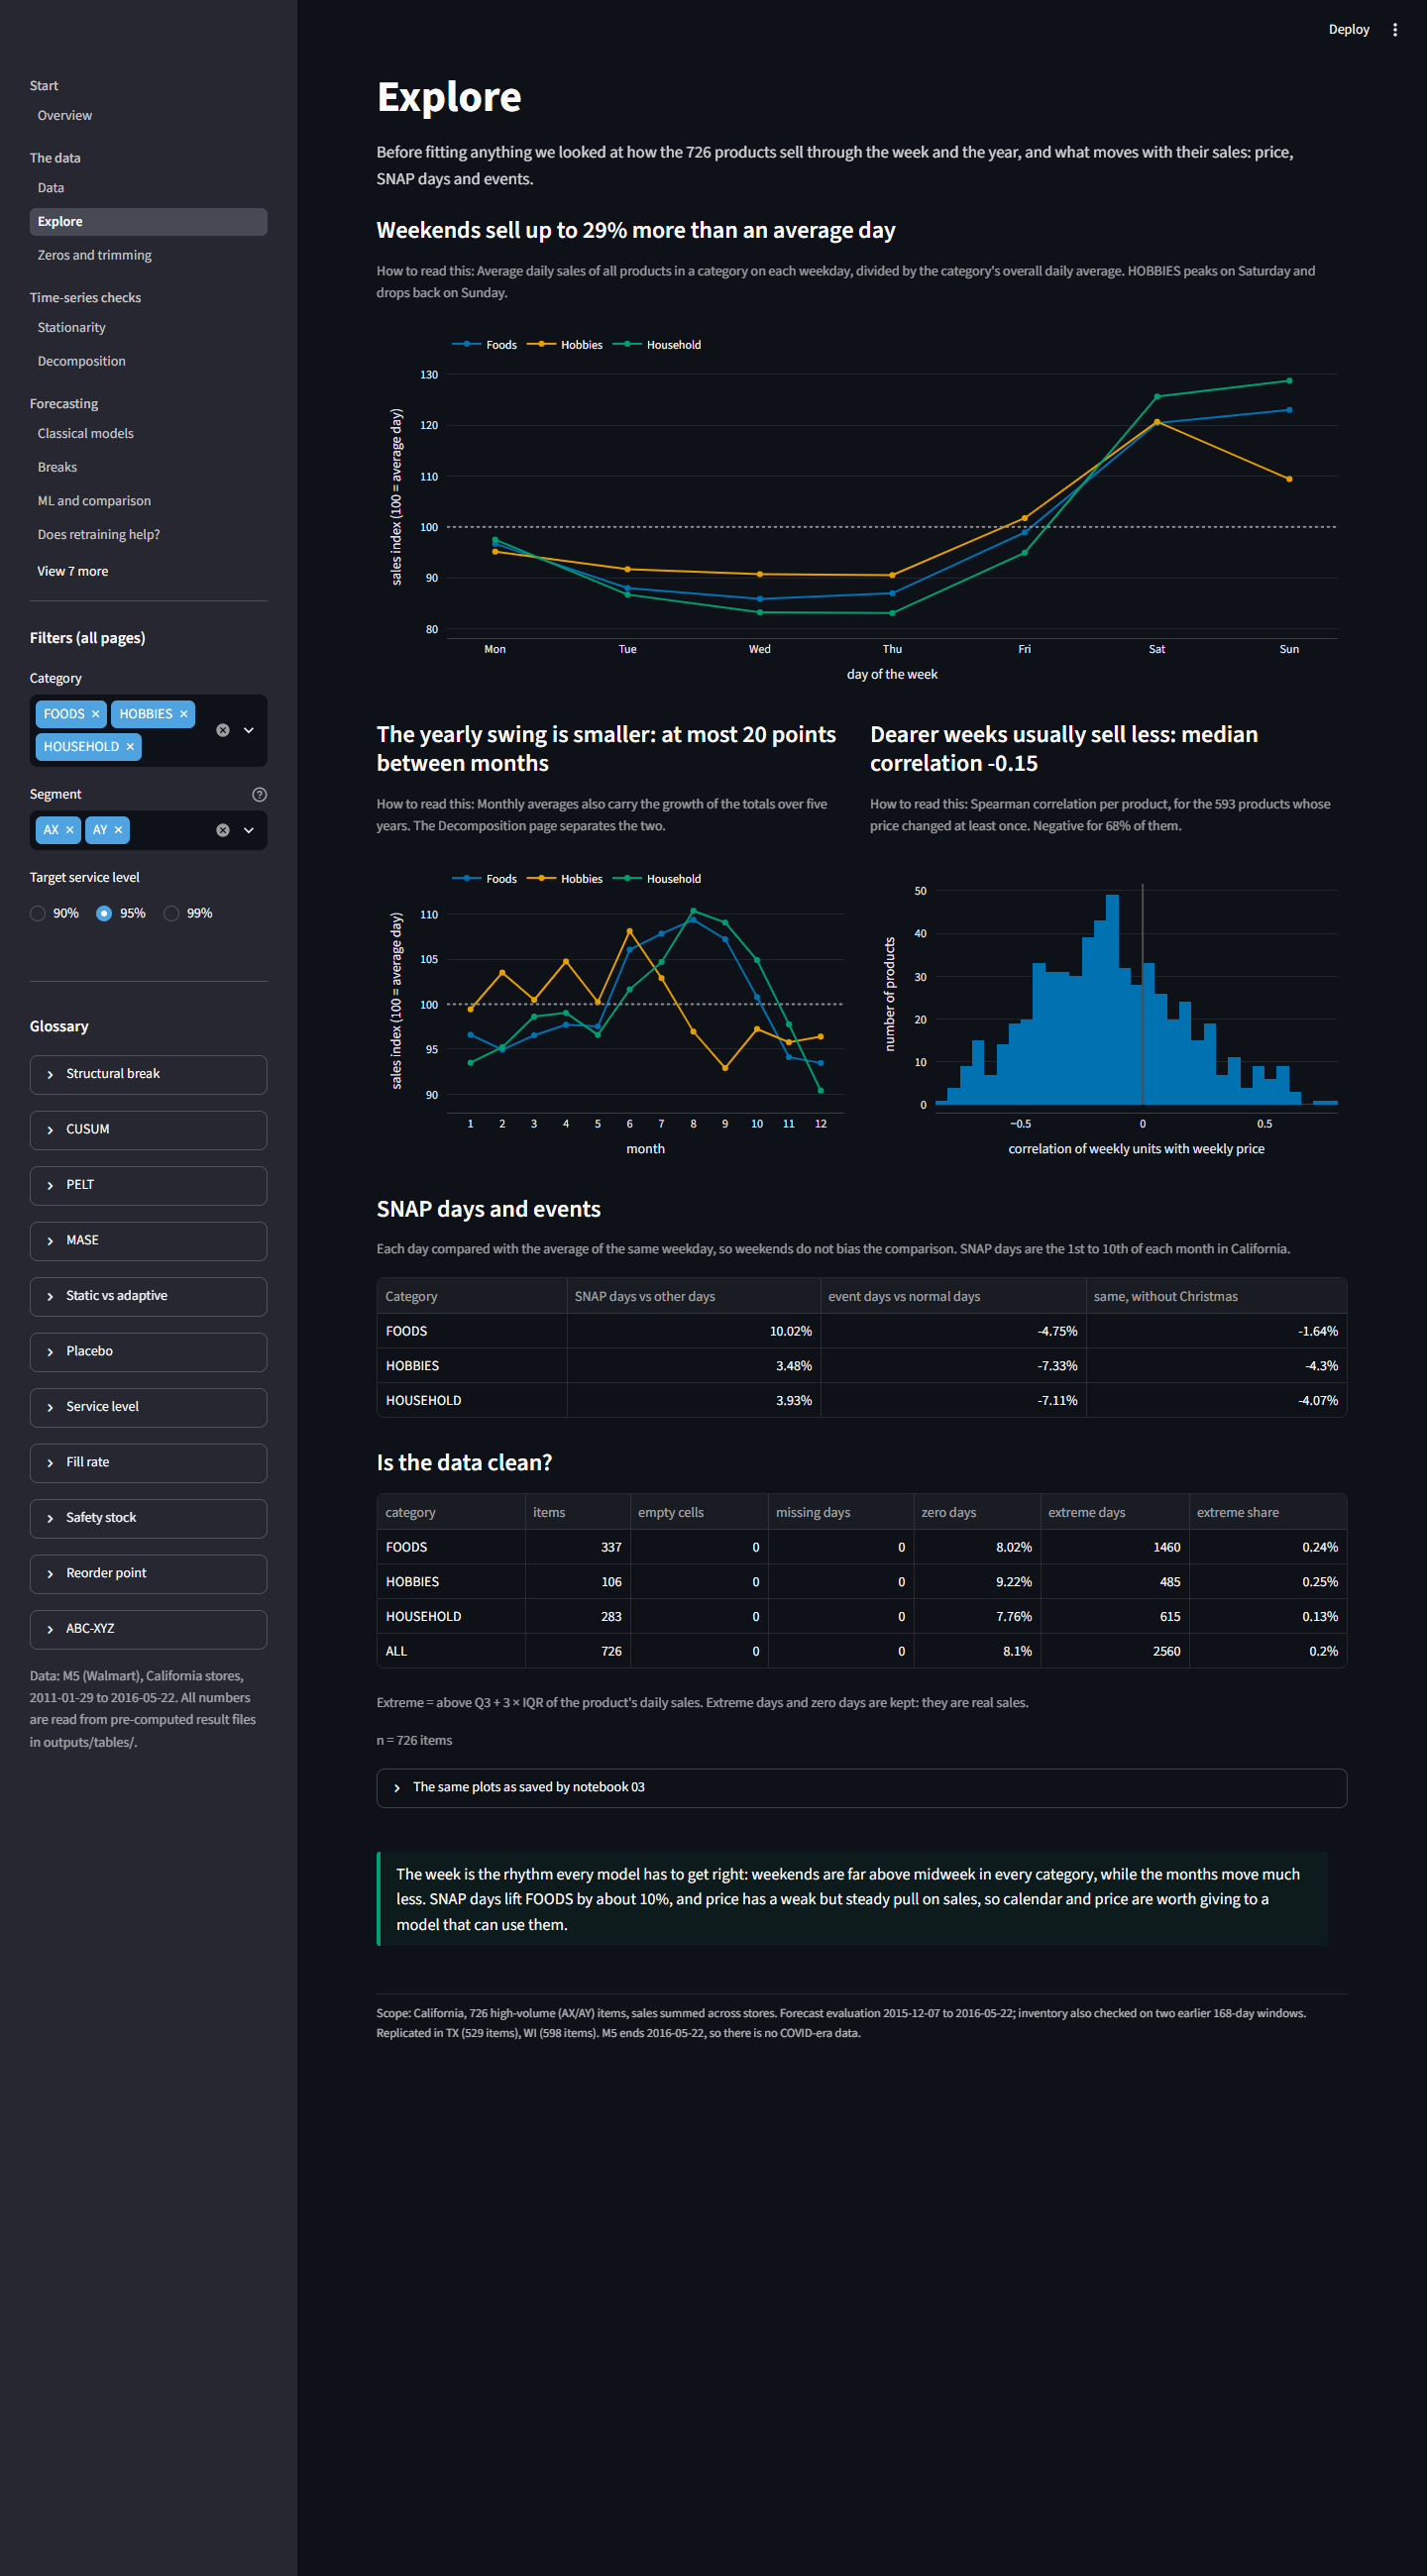 Deploy
Start
Overview
The data
Data
Explore
Zeros and trimming
Time-series checks
Stationarity
Decomposition
Forecasting
Classical models
Breaks
ML and comparison
Does retraining help?
View 7 more
Filters (all pages)
Category
FOODS × HOBBIES ×
HOUSEHOLD ×
Segment
AX × AY ×
Target service level
90% 95% 99%
Glossary
Structural break
CUSUM
PELT
MASE
Static vs adaptive
Placebo
Service level
Fill rate
Safety stock
Reorder point
ABC-XYZ
Data: M5 (Walmart), California stores,
2011-01-29 to 2016-05-22. All numbers
are read from pre-computed result files
in outputs/tables/.
Explore
Before fitting anything we looked at how the 726 products sell through the week and the year, and what moves with their sales: price,
SNAP days and events.
Weekends sell up to 29% more than an average day
How to read this: Average daily sales of all products in a category on each weekday, divided by the category's overall daily average. HOBBIES peaks on Saturday and
drops back on Sunday.
Foods Hobbies Household
sales index (100 = average day)
130
120
110
100
90
80
Mon Tue Wed Thu Fri Sat Sun
day of the week
The yearly swing is smaller: at most 20 points
between months
How to read this: Monthly averages also carry the growth of the totals over five
years. The Decomposition page separates the two.
Foods Hobbies Household
sales index (100 = average day)
110
105
100
95
90
1 2 3 4 5 6 7 8 9 10 11 12
month
Dearer weeks usually sell less: median
correlation -0.15
How to read this: Spearman correlation per product, for the 593 products whose
price changed at least once. Negative for 68% of them.
number of products
50
40
30
20
10
0
−0.5 0 0.5
correlation of weekly units with weekly price
SNAP days and events
Each day compared with the average of the same weekday, so weekends do not bias the comparison. SNAP days are the 1st to 10th of each month in California.
Category SNAP days vs other days event days vs normal days same, without Christmas
FOODS 10.02% -4.75% -1.64%
HOBBIES 3.48% -7.33% -4.3%
HOUSEHOLD 3.93% -7.11% -4.07%
Is the data clean?
category items empty cells missing days zero days extreme days extreme share
FOODS 337 0 0 8.02% 1460 0.24%
HOBBIES 106 0 0 9.22% 485 0.25%
HOUSEHOLD 283 0 0 7.76% 615 0.13%
ALL 726 0 0 8.1% 2560 0.2%
Extreme = above Q3 + 3 × IQR of the product's daily sales. Extreme days and zero days are kept: they are real sales.
n = 726 items
The same plots as saved by notebook 03
The week is the rhythm every model has to get right: weekends are far above midweek in every category, while the months move much
less. SNAP days lift FOODS by about 10%, and price has a weak but steady pull on sales, so calendar and price are worth giving to a
model that can use them.
Scope: California, 726 high-volume (AX/AY) items, sales summed across stores. Forecast evaluation 2015-12-07 to 2016-05-22; inventory also checked on two earlier 168-day windows.
Replicated in TX (529 items), WI (598 items). M5 ends 2016-05-22, so there is no COVID-era data.